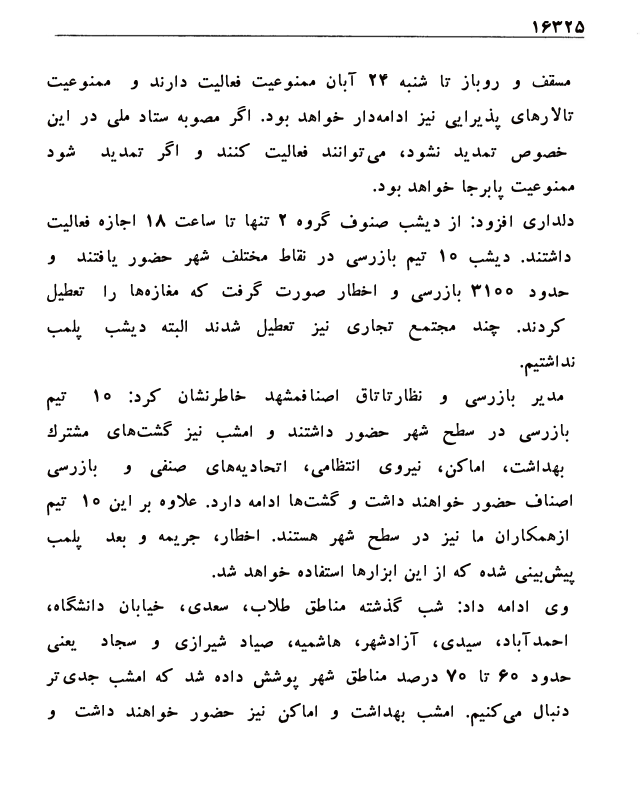 ۱۶۳۲۵
مسقف و روباز تا شنبه ۲۴ آبان ممنوعیت فعالیت دارند و ممنوعیت
تالارهای پذیرایی نیز ادامه‌دار خواهد بود. اگر مصوبه ستاد ملی در این
خصوص تمدید نشود، می‌توانند فعالیت کنند و اگر تمدید شود
ممنوعیت پابرجا خواهد بود.
دلداری افزود: از دیشب صنوف گروه ۲ تنها تا ساعت ۱۸ اجازه فعالیت
داشتند. دیشب ۱۰ تیم بازرسی در نقاط مختلف شهر حضور یافتند و
حدود ۳۱۰۰ بازرسی و اخطار صورت گرفت که مغازه‌ها را تعطیل
کردند. چند مجتمع تجاری نیز تعطیل شدند البته دیشب پلمب
نداشتیم.
مدیر بازرسی و نظارتاتاق اصنافمشهد خاطرنشان کرد: ۱۰ تیم
بازرسی در سطح شهر حضور داشتند و امشب نیز گشت‌های مشترك
بهداشت، اماکن، نیروی انتظامی، اتحادیه‌های صنفی و بازرسی
اصناف حضور خواهند داشت و گشت‌ها ادامه دارد. علاوه بر این ۱۰ تیم
ازهمکاران ما نیز در سطح شهر هستند. اخطار، جریمه و بعد پلمب
پیش‌بینی شده که از این ابزارها استفاده خواهد شد.
وی ادامه داد: شب گذشته مناطق طلاب، سعدی، خیابان دانشگاه،
احمدآباد، سیدی، آزادشهر، هاشمیه، صیاد شیرازی و سجاد یعنی
حدود ۶۰ تا ۷۰ درصد مناطق شهر پوشش داده شد که امشب جدی‌تر
دنبال می‌کنیم. امشب بهداشت و اماکن نیز حضور خواهند داشت و